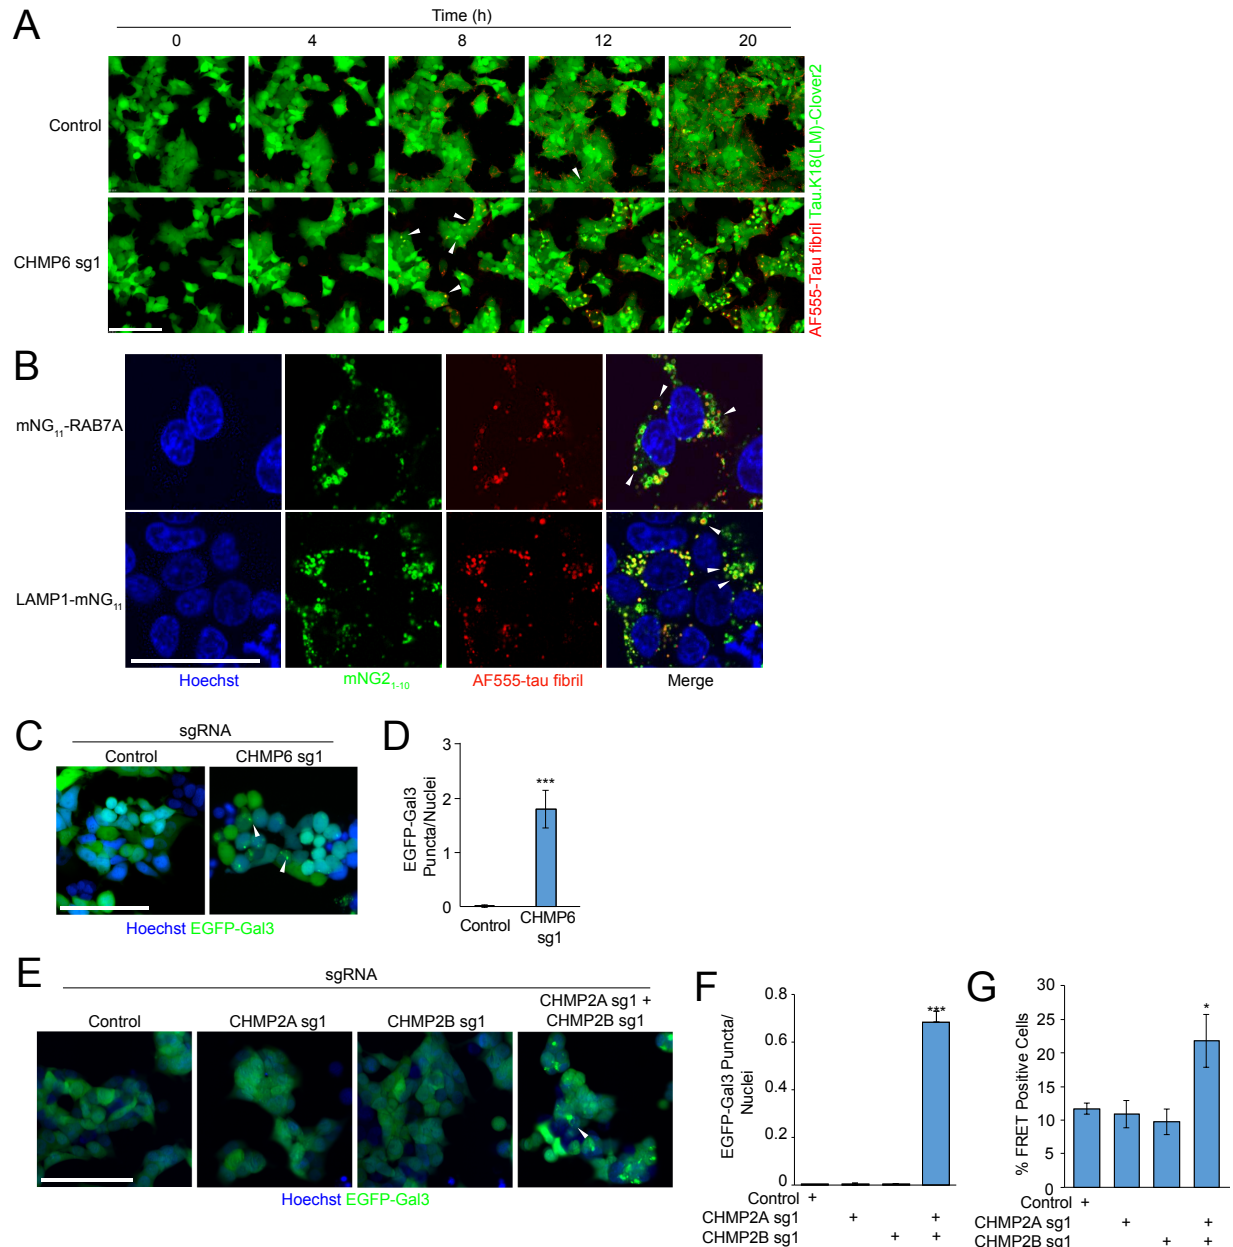 A
Time (h)
0 4 8 12 20
Control
CHMP6 sg1
AF555-Tau fibril Tau.K18(LM)-Clover2
B
mNG11-RAB7A
LAMP1-mNG11
Hoechst mNG21-10 AF555-tau fibril Merge
C
sgRNA
Control CHMP6 sg1
Hoechst EGFP-Gal3
D
EGFP-Gal3
Puncta/Nuclei
3
2
1
0
***
Control CHMP6
sg1
E
sgRNA
Control CHMP2A sg1 CHMP2B sg1 CHMP2A sg1 +
CHMP2B sg1
Hoechst EGFP-Gal3
F
EGFP-Gal3 Puncta/
Nuclei
0.8
0.6
0.4
0.2
0
***
Control +
CHMP2A sg1 + +
CHMP2B sg1 + +
G
% FRET Positive Cells
30
25
20
15
10
5
0
*
Control +
CHMP2A sg1 + +
CHMP2B sg1 + +